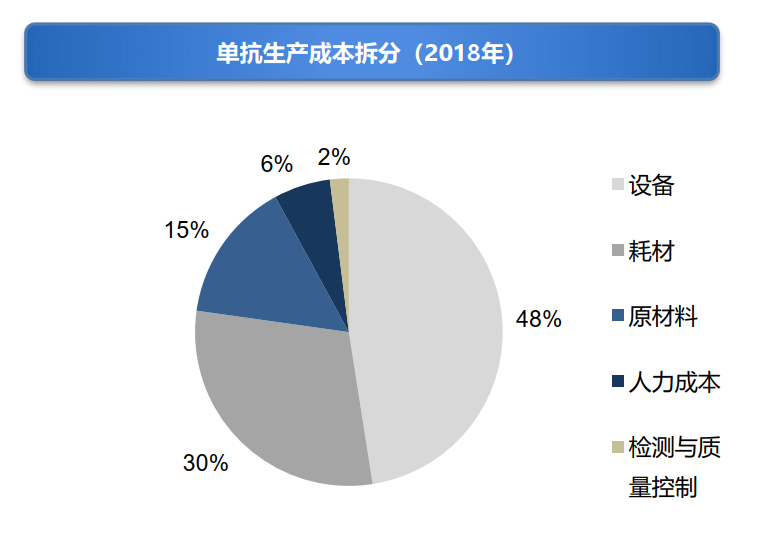 单抗生产成本拆分（2018年）
2%
6%
15%
48%
30%
设备
耗材
原材料
人力成本
检测与质
量控制